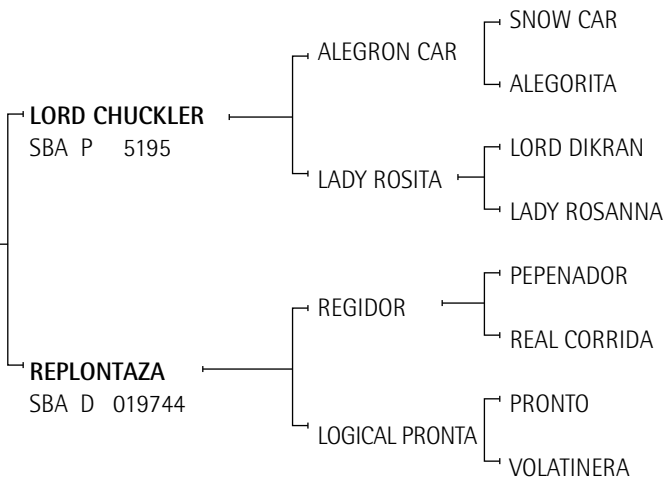 SNOW CAR
ALEGRON CAR
ALEGORITA
LORD CHUCKLER
SBA P 5195
LORD DIKRAN
LADY ROSITA
LADY ROSANNA
PEPENADOR
REGIDOR
REAL CORRIDA
REPLONTAZA
SBA D 019744
PRONTO
LOGICAL PRONTA
VOLATINERA